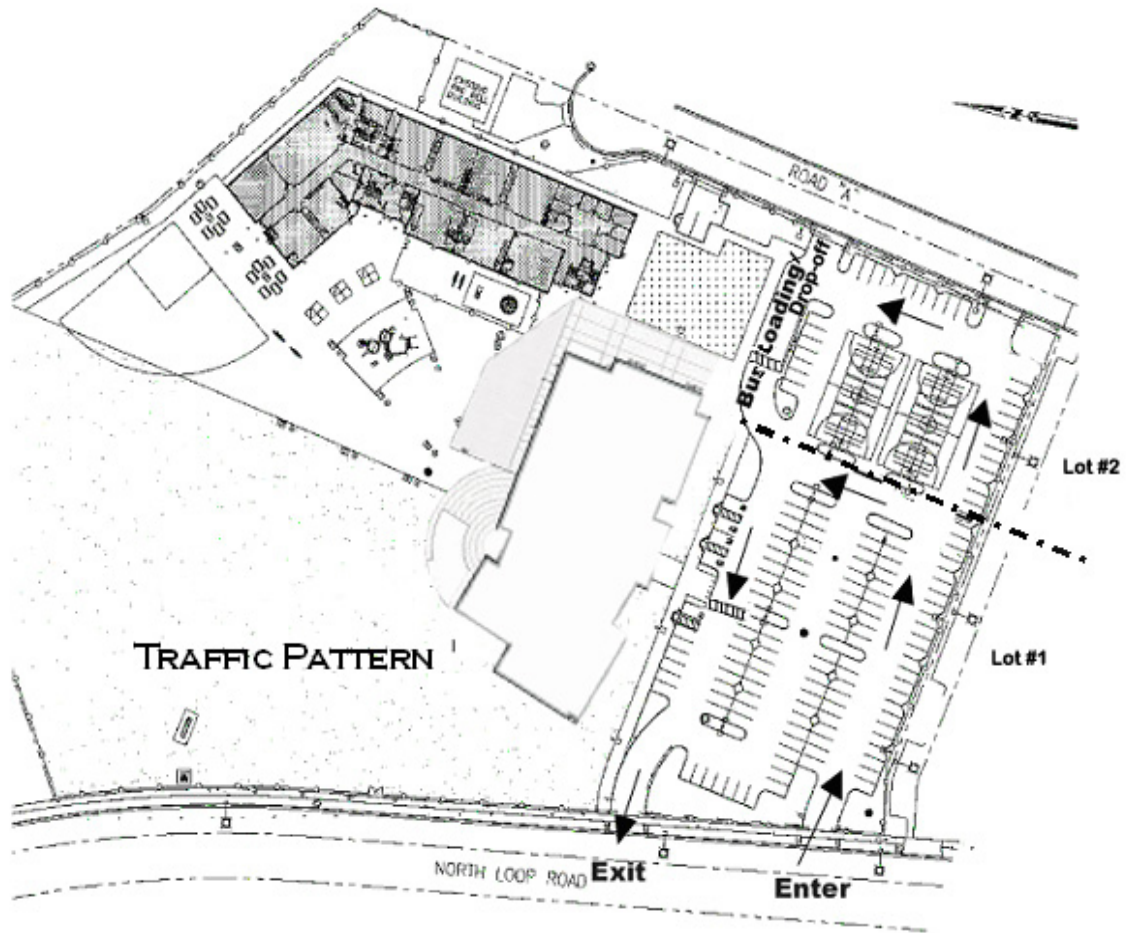 ROAD "A"
Bus Loading/
Drop-off
Lot #2
Lot #1
TRAFFIC PATTERN
NORTH LOOP ROAD
Exit
Enter